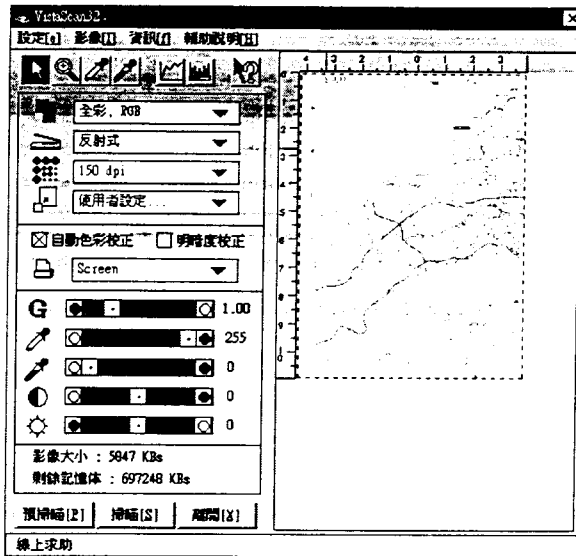 VistaScan32
設定[o] 影像[I] 資訊[f] 輔助說明[H]
全彩, RGB
反射式
150 dpi
使用者設定...
自動色彩校正 明暗度校正
Screen
G 1.00
255
0
0
0
影像大小 : 5847 KBs
剩餘記憶体 : 697248 KBs
預掃瞄[P] 掃瞄[S] 離開[X]
線上求助